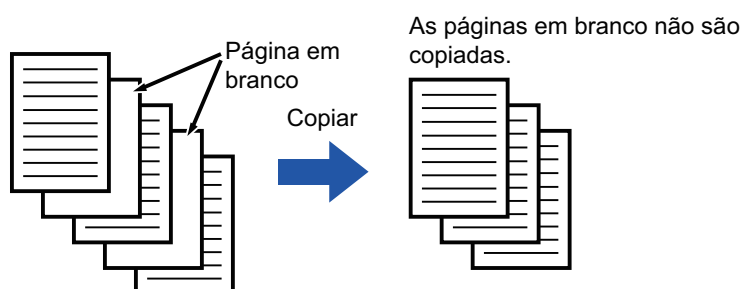 Página em
branco
Copiar
As páginas em branco não são
copiadas.